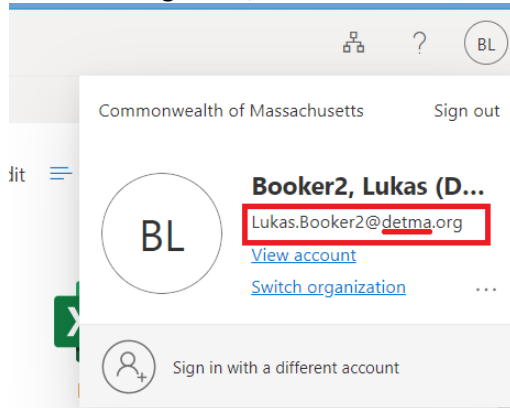 ?
BL
Commonwealth of Massachusetts
Sign out
dit
Booker2, Lukas (D...
BL
Lukas.Booker2@detma.org
View account
Switch organization
...
X
Sign in with a different account